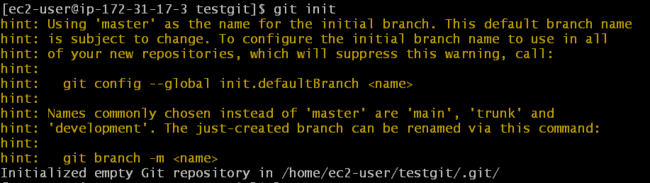 [ec2-user@ip-172-31-17-3 testgit]$ git init
hint: Using 'master' as the name for the initial branch. This default branch name
hint: is subject to change. To configure the initial branch name to use in all
hint: of your new repositories, which will suppress this warning, call:
hint:
hint:   git config --global init.defaultBranch <name>
hint:
hint: Names commonly chosen instead of 'master' are 'main', 'trunk' and
hint: 'development'. The just-created branch can be renamed via this command:
hint:
hint:   git branch -m <name>
Initialized empty Git repository in /home/ec2-user/testgit/.git/